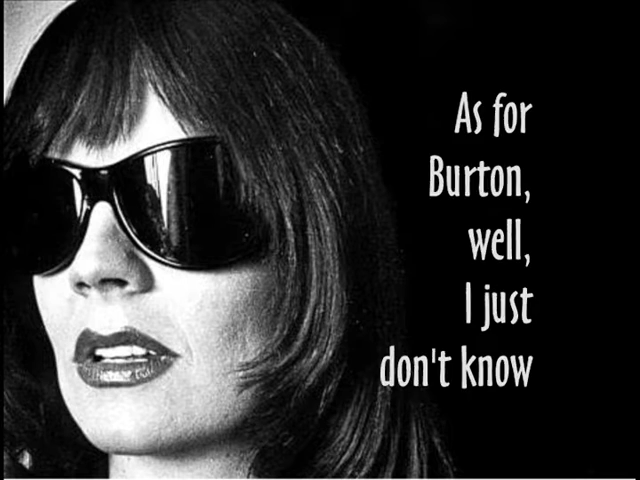 As for
Burton,
well,
I just
don't know